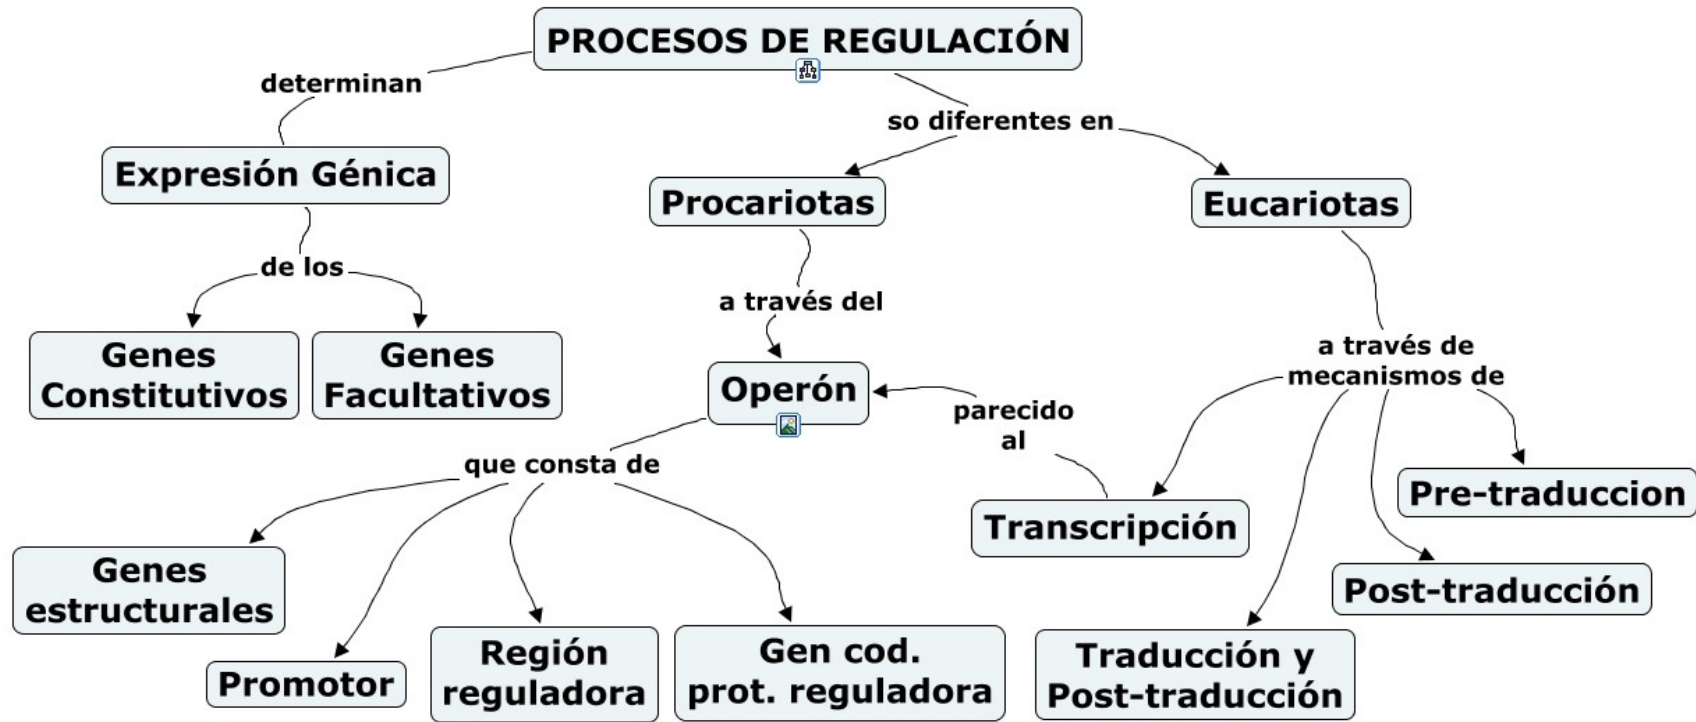 PROCESOS DE REGULACIÓN
determinan
so diferentes en
Expresión Génica
Procariotas
Eucariotas
de los
a través del
Genes
Constitutivos
Genes
Facultativos
Operón
a través de
mecanismos de
parecido
al
que consta de
Pre-traduccion
Transcripción
Genes
estructurales
Post-traducción
Promotor
Región
reguladora
Gen cod.
prot. reguladora
Traducción y
Post-traducción